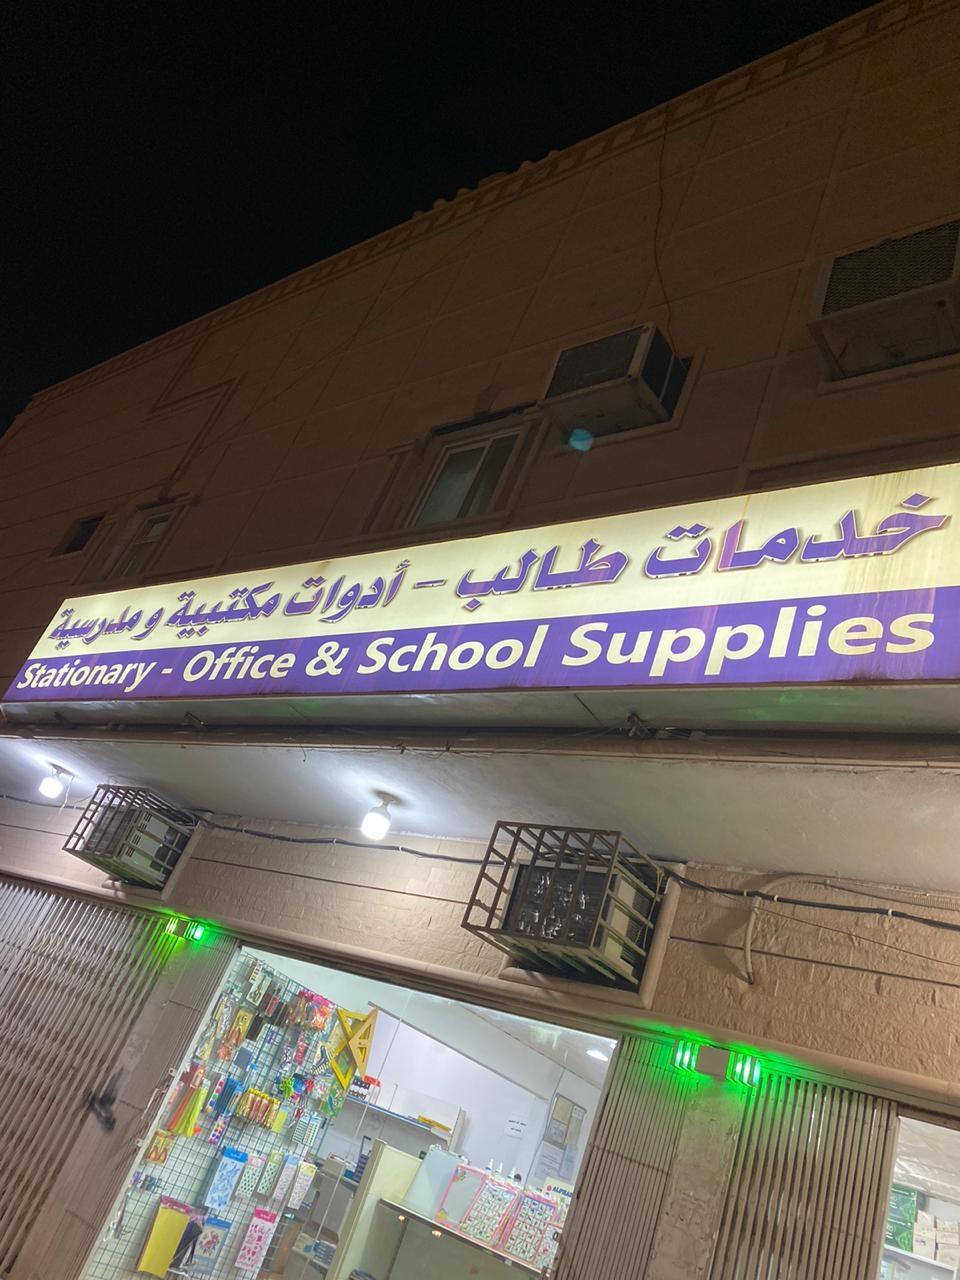 خدمات طالب - أدوات مكتبية و مدرسية
Stationary - Office & School Supplies